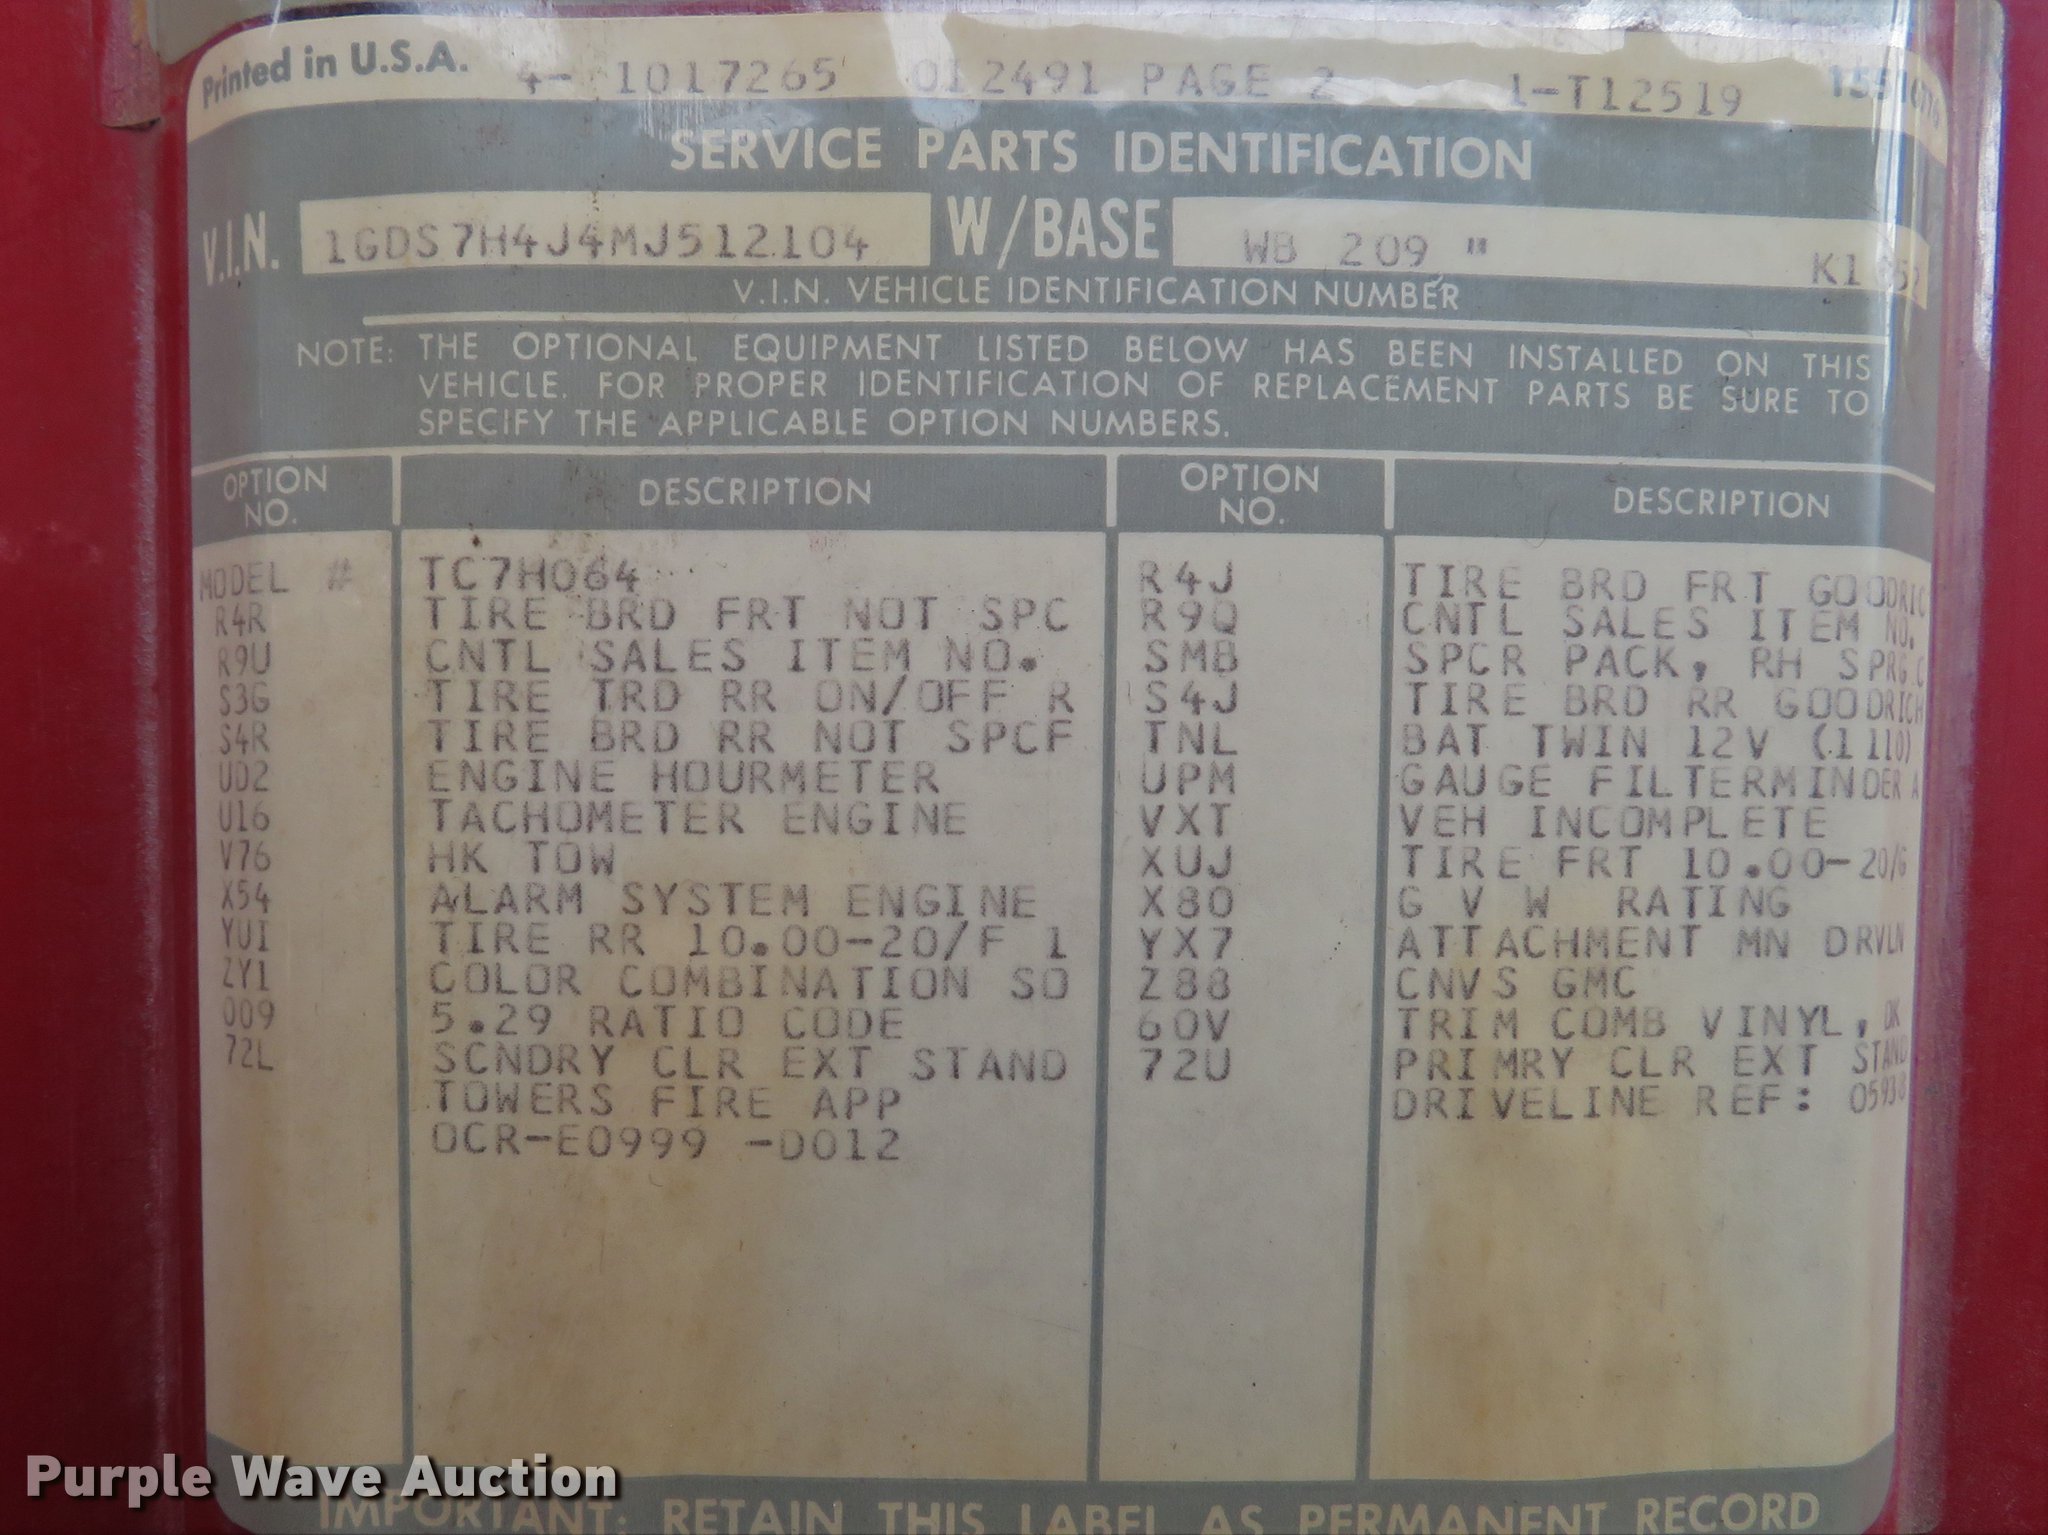 Printed in U.S.A. 4- 1017265 012491 PAGE 2 1-T12519
SERVICE PARTS IDENTIFICATION
V.I.N. 1GDS7H4J4MJ512104 W/BASE WB 209 "
V.I.N. VEHICLE IDENTIFICATION NUMBER
NOTE: THE OPTIONAL EQUIPMENT LISTED BELOW HAS BEEN INSTALLED ON THIS
VEHICLE. FOR PROPER IDENTIFICATION OF REPLACEMENT PARTS BE SURE TO
SPECIFY THE APPLICABLE OPTION NUMBERS.
OPTION NO. DESCRIPTION OPTION NO. DESCRIPTION
MODEL # TC7H064 R4J TIRE BRD FRT GOODRIC
R4R TIRE BRD FRT NOT SPC R9Q CNTL SALES ITEM NO.
R9U CNTL SALES ITEM NO. SMB SPCR PACK, RH SPRG C
S3G TIRE TRD RR ON/OFF R S4J TIRE BRD RR GOODRICH
S4R TIRE BRD RR NOT SPCF TNL BAT TWIN 12V (1110)
UD2 ENGINE HOURMETER UPM GAUGE FILTERMINDER A
U16 TACHOMETER ENGINE VXT VEH INCOMPLETE
V76 HK TOW XUJ TIRE FRT 10.00-20/G
X54 ALARM SYSTEM ENGINE X80 G V W RATING
YUI TIRE RR 10.00-20/F 1 YX7 ATTACHMENT MN DRVLN
ZY1 COLOR COMBINATION SO Z88 CNVS GMC
009 5.29 RATIO CODE 60V TRIM COMB VINYL, DK
72L SCNDRY CLR EXT STAND 72U PRIMRY CLR EXT STAND
TOWERS FIRE APP DRIVELINE REF:
OCR-E0999 -D012
IMPORTANT: RETAIN THIS LABEL AS PERMANENT RECORD
Purple Wave Auction